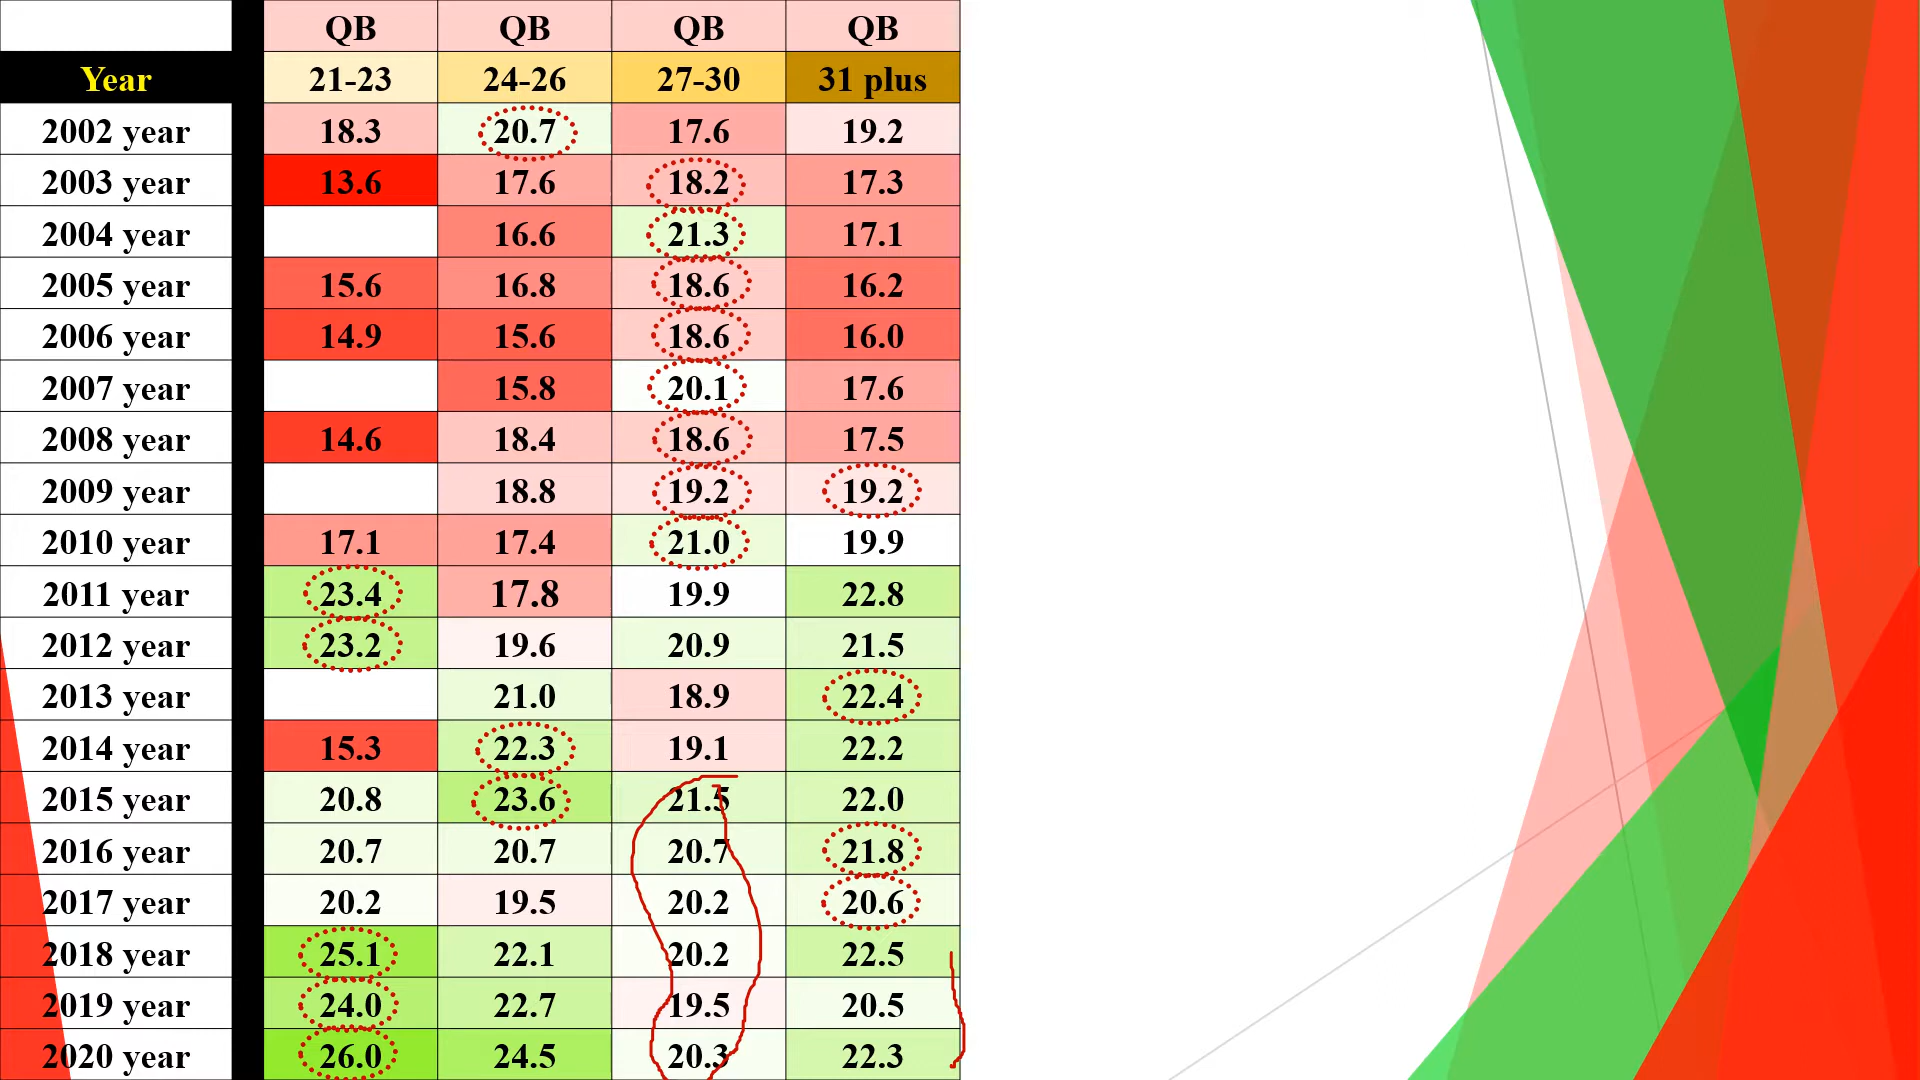 QB QB QB QB
Year 21-23 24-26 27-30 31 plus
2002 year 18.3 20.7 17.6 19.2
2003 year 13.6 17.6 18.2 17.3
2004 year 16.6 21.3 17.1
2005 year 15.6 16.8 18.6 16.2
2006 year 14.9 15.6 18.6 16.0
2007 year 15.8 20.1 17.6
2008 year 14.6 18.4 18.6 17.5
2009 year 18.8 19.2 19.2
2010 year 17.1 17.4 21.0 19.9
2011 year 23.4 17.8 19.9 22.8
2012 year 23.2 19.6 20.9 21.5
2013 year 21.0 18.9 22.4
2014 year 15.3 22.3 19.1 22.2
2015 year 20.8 23.6 21.5 22.0
2016 year 20.7 20.7 20.7 21.8
2017 year 20.2 19.5 20.2 20.6
2018 year 25.1 22.1 20.2 22.5
2019 year 24.0 22.7 19.5 20.5
2020 year 26.0 24.5 20.3 22.3